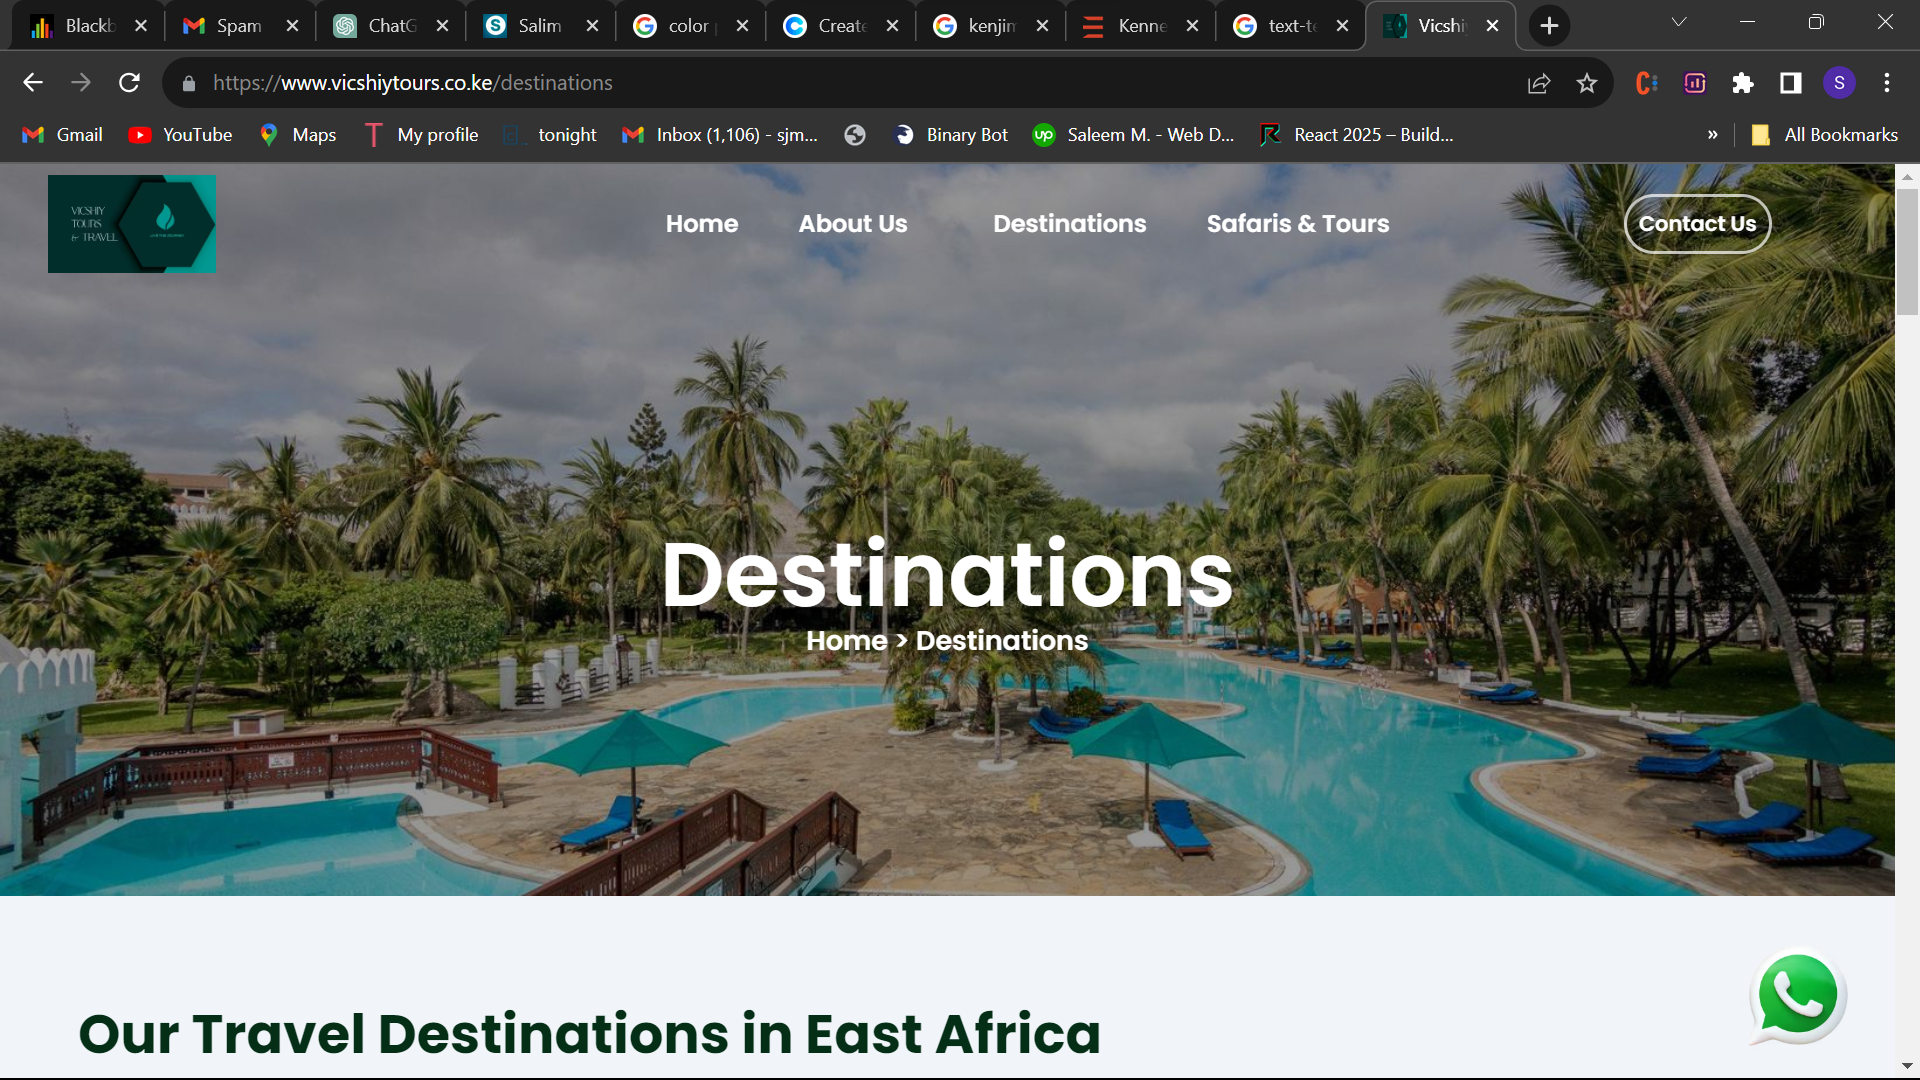 Blackb
Spam
ChatG
Salim
color p
Create
kenjin
Kenne
text-te
Vicshi
https://www.vicshiytours.co.ke/destinations
S
Gmail
YouTube
Maps
My profile
tonight
Inbox (1,106) - sjm...
Binary Bot
up
Saleem M. - Web D...
React 2025 – Build...
»
All Bookmarks
VICSHIY
TOURS
& TRAVEL
Home
About Us
Destinations
Safaris & Tours
Contact Us
Destinations
Home > Destinations
Our Travel Destinations in East Africa